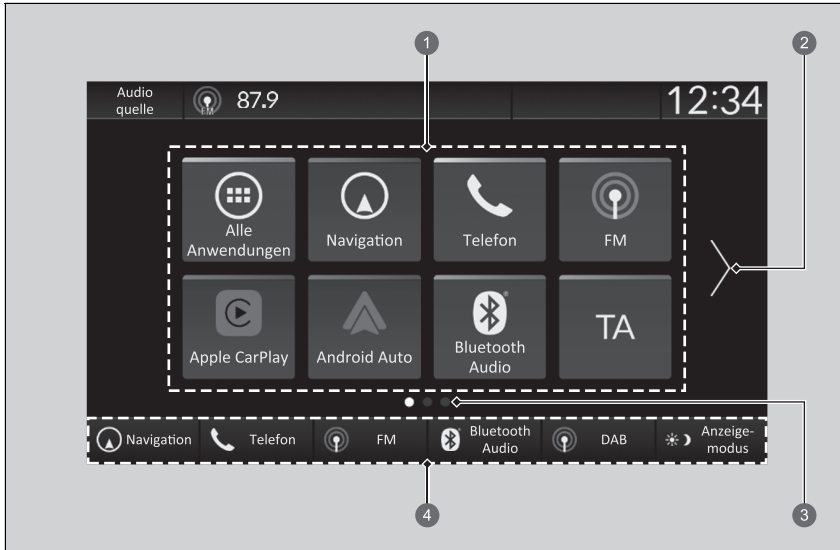 1
2
Audio
quelle
FM
87.9
12:34
Alle
Anwendungen
Navigation
Telefon
FM
Apple CarPlay
Android Auto
Bluetooth
Audio
TA
Navigation
Telefon
FM
Bluetooth
Audio
DAB
Anzeige-
modus
4
3